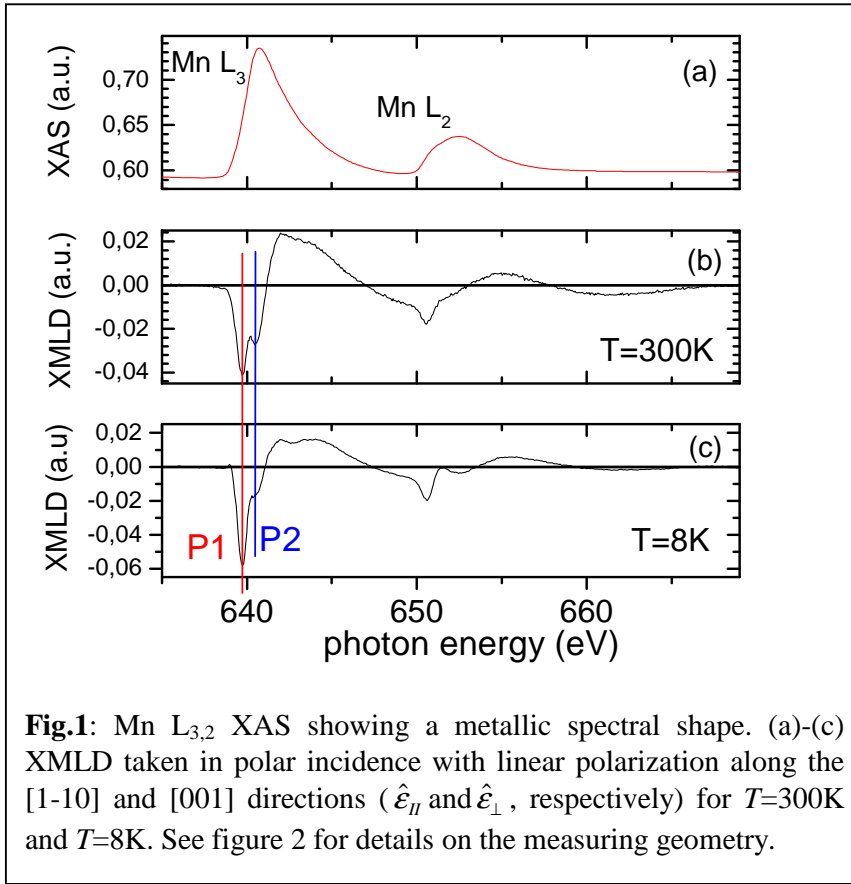 (a)
Mn L3
Mn L2
XAS (a.u.)
0,70
0,65
0,60
(b)
XMLD (a.u.)
0,02
0,00
-0,02
-0,04
T=300K
(c)
XMLD (a.u)
0,02
0,00
-0,02
-0,04
-0,06
P1
P2
T=8K
640
650
660
photon energy (eV)
Fig.1: Mn L3,2 XAS showing a metallic spectral shape. (a)-(c)
XMLD taken in polar incidence with linear polarization along the
[1-10] and [001] directions (ε̂II and ε̂⊥, respectively) for T=300K
and T=8K. See figure 2 for details on the measuring geometry.